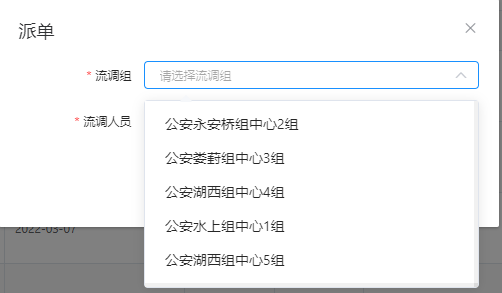 派单
* 流调组
请选择流调组
* 流调人员
公安永安桥组中心2组
公安娄葑组中心3组
公安湖西组中心4组
公安水上组中心1组
公安湖西组中心5组
2022-03-07